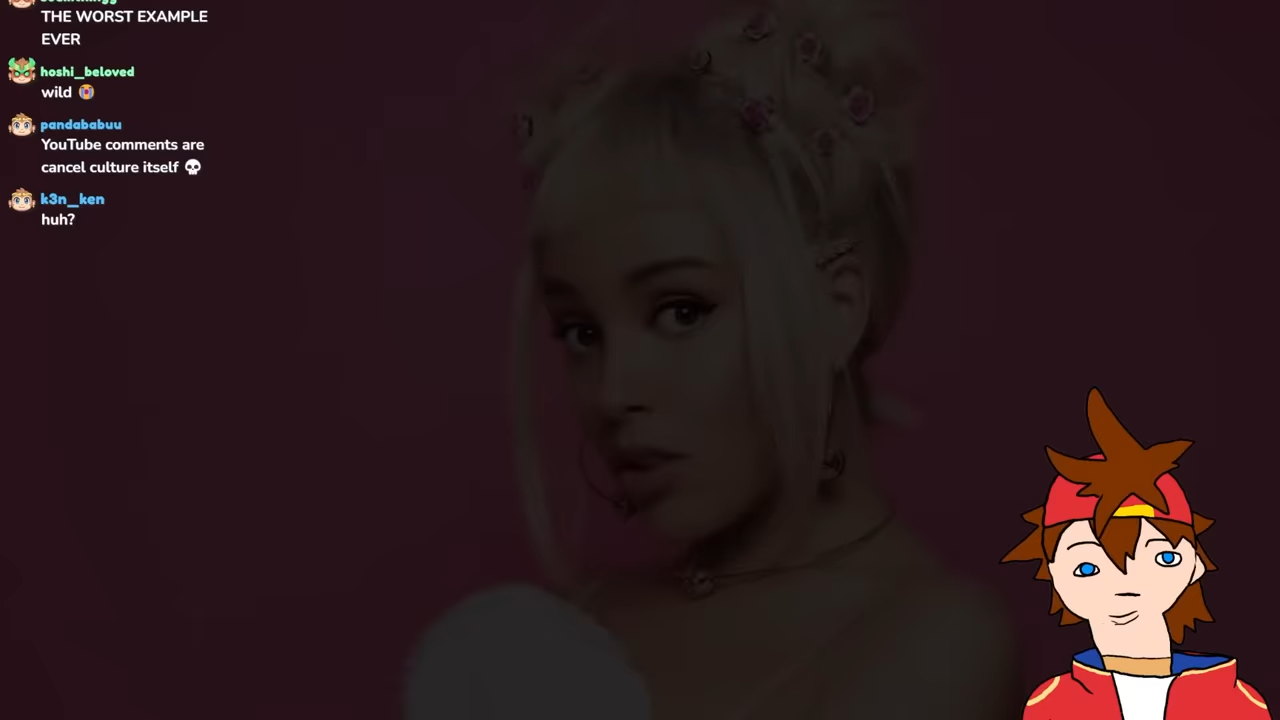 THE WORST EXAMPLE
EVER
hoshi_beloved
wild 😭
pandababuu
YouTube comments are
cancel culture itself 💀
k3n_ken
huh?